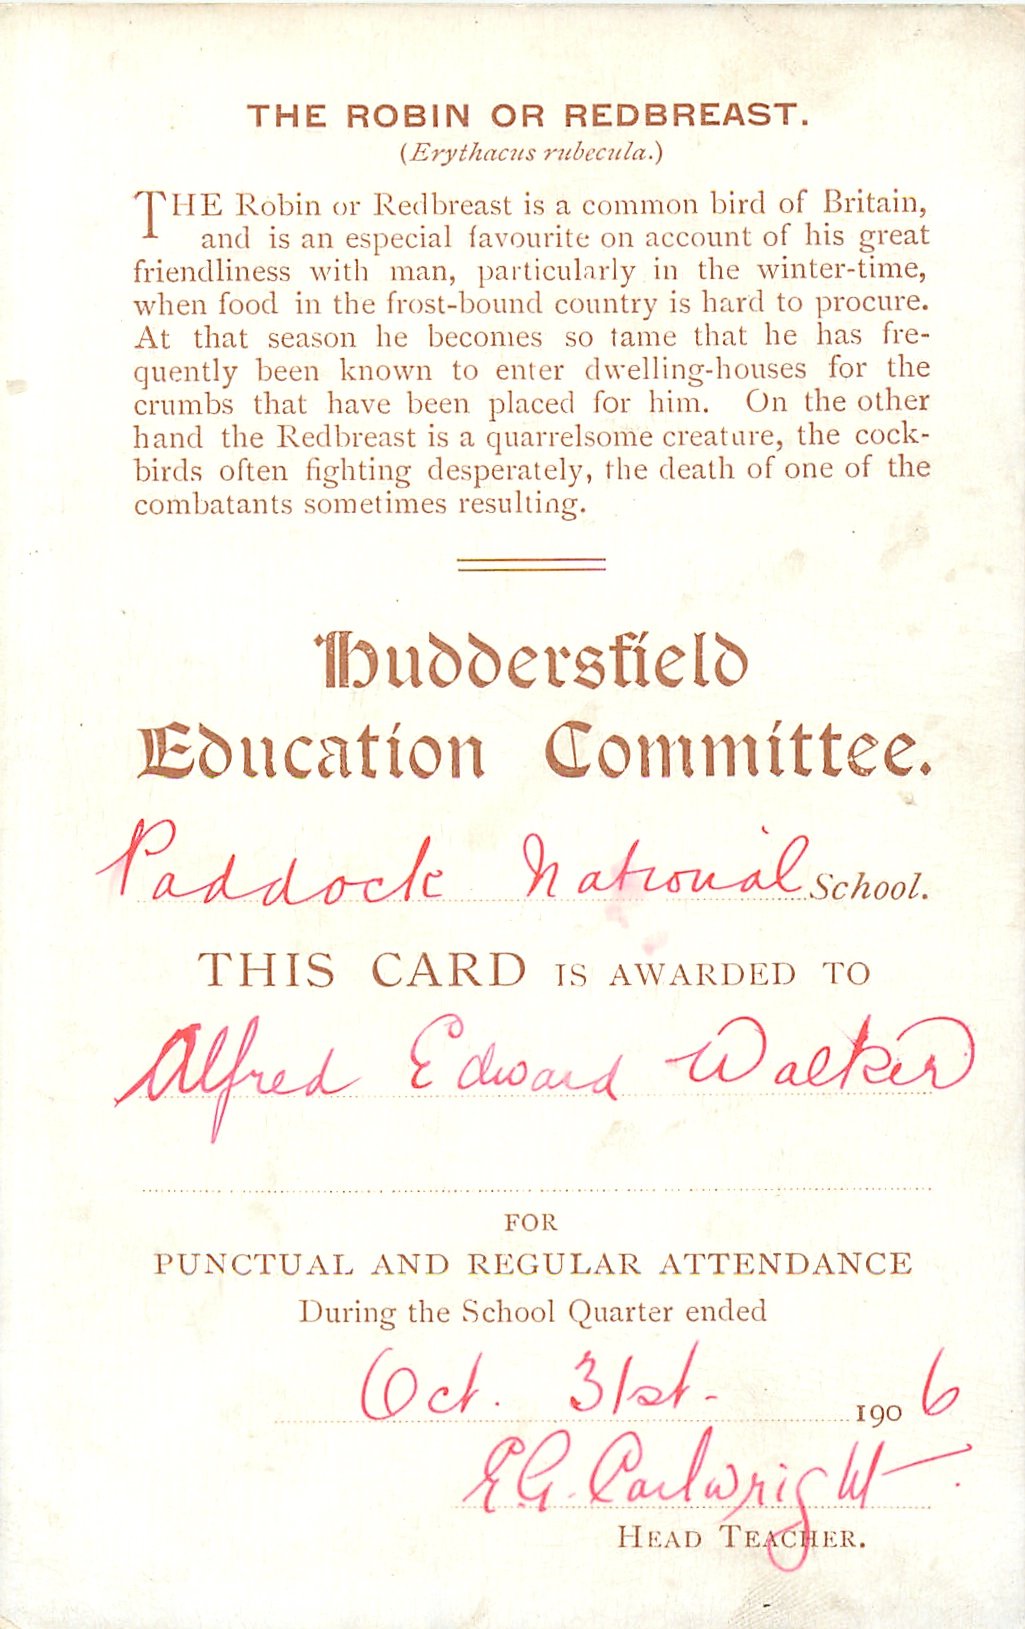 THE ROBIN OR REDBREAST.
(Erythacus rubecula.)
THE Robin or Redbreast is a common bird of Britain,
and is an especial favourite on account of his great
friendliness with man, particularly in the winter-time,
when food in the frost-bound country is hard to procure.
At that season he becomes so tame that he has fre-
quently been known to enter dwelling-houses for the
crumbs that have been placed for him. On the other
hand the Redbreast is a quarrelsome creature, the cock-
birds often fighting desperately, the death of one of the
combatants sometimes resulting.
Huddersfield
Education Committee.
Paddock National School.
THIS CARD IS AWARDED TO
Alfred Edward Walker
FOR
PUNCTUAL AND REGULAR ATTENDANCE
During the School Quarter ended
Oct. 31st. 1906
E.G. Cartwright.
HEAD TEACHER.